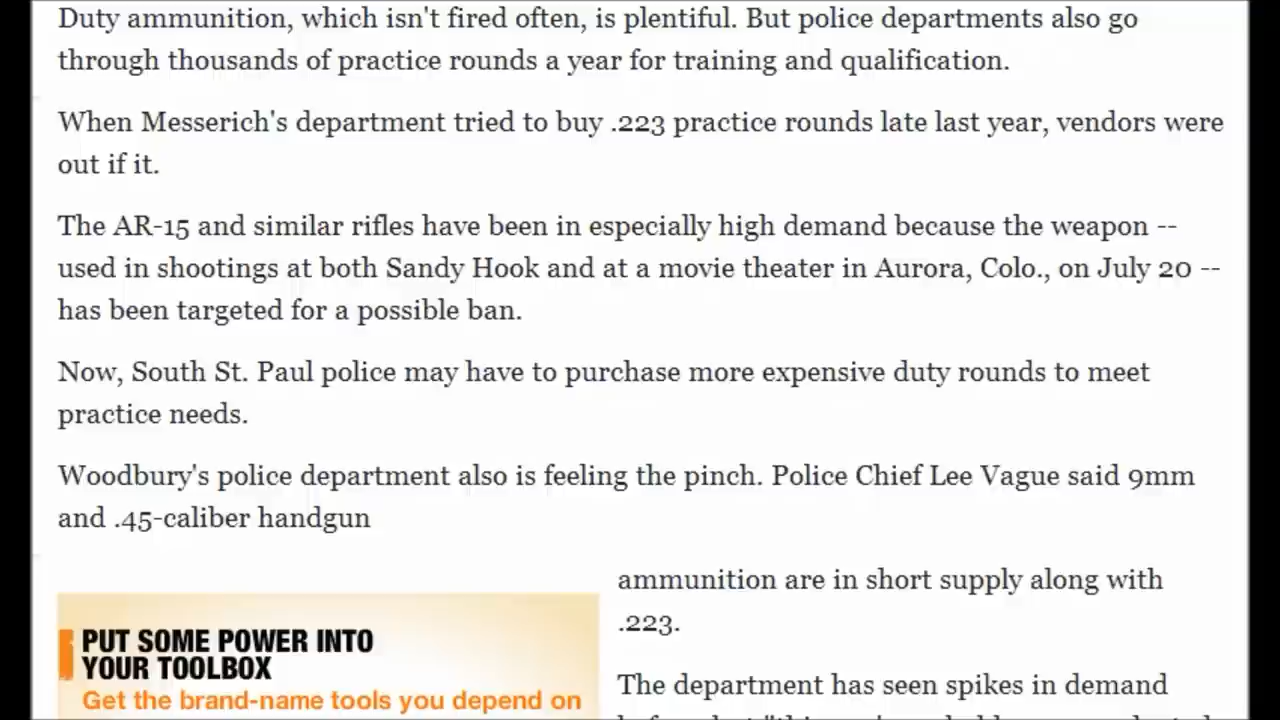 Duty ammunition, which isn't fired often, is plentiful. But police departments also go
through thousands of practice rounds a year for training and qualification.
When Messerich's department tried to buy .223 practice rounds late last year, vendors were
out if it.
The AR-15 and similar rifles have been in especially high demand because the weapon --
used in shootings at both Sandy Hook and at a movie theater in Aurora, Colo., on July 20 --
has been targeted for a possible ban.
Now, South St. Paul police may have to purchase more expensive duty rounds to meet
practice needs.
Woodbury's police department also is feeling the pinch. Police Chief Lee Vague said 9mm
and .45-caliber handgun
ammunition are in short supply along with
.223.
The department has seen spikes in demand
PUT SOME POWER INTO
YOUR TOOLBOX
Get the brand-name tools you depend on